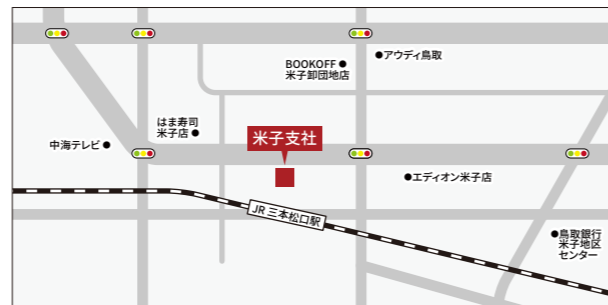 アウディ鳥取
BOOKOFF
米子卸団地店
はま寿司
米子店
中海テレビ
米子支社
エディオン米子店
JR 三本松口駅
鳥取銀行
米子地区
センター